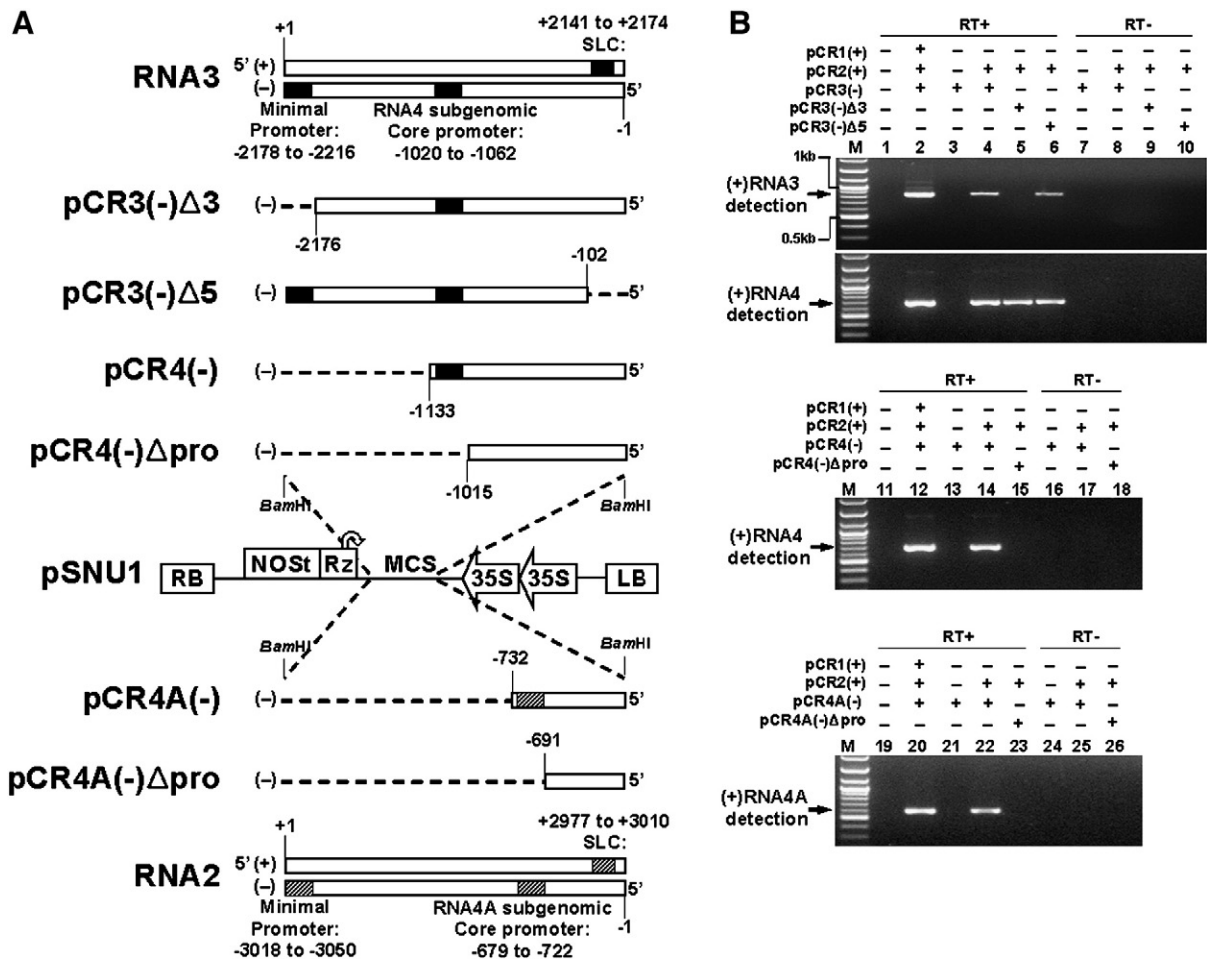 A
+1
+2141 to +2174
SLC:
RNA3
5' (+)
(–)
5'
Minimal
Promoter:
-2178 to -2216
RNA4 subgenomic
Core promoter:
-1020 to -1062
-1
pCR3(-)Δ3
(–)
5'
-2176
-102
pCR3(-)Δ5
(–)
5'
pCR4(-)
(–)
5'
-1133
pCR4(-)Δpro
(–)
5'
-1015
BamHI
BamHI
pSNU1
RB
NOSt
Rz
MCS
35S
35S
LB
BamHI
BamHI
-732
pCR4A(-)
(–)
5'
-691
pCR4A(-)Δpro
(–)
5'
+1
+2977 to +3010
SLC:
RNA2
5' (+)
(–)
5'
Minimal
Promoter:
-3018 to -3050
RNA4A subgenomic
Core promoter:
-679 to -722
-1
B
RT+ RT-
pCR1(+) – + – – – – – – – –
pCR2(+) – + – + + + – + + +
pCR3(-) – + + + – – + + – –
pCR3(-)Δ3 – – – – + – – – + –
pCR3(-)Δ5 – – – – – + – – – +
M 1 2 3 4 5 6 7 8 9 10
1kb
(+)RNA3
detection
0.5kb
(+)RNA4
detection
RT+ RT-
pCR1(+) – + – – – – – –
pCR2(+) – + – + + – + +
pCR4(-) – + + + – + + –
pCR4(-)Δpro – – – – + – – +
M 11 12 13 14 15 16 17 18
(+)RNA4
detection
RT+ RT-
pCR1(+) – + – – – – – –
pCR2(+) – + – + + – + +
pCR4A(-) – + + + – + + –
pCR4A(-)Δpro – – – – + – – +
M 19 20 21 22 23 24 25 26
(+)RNA4A
detection